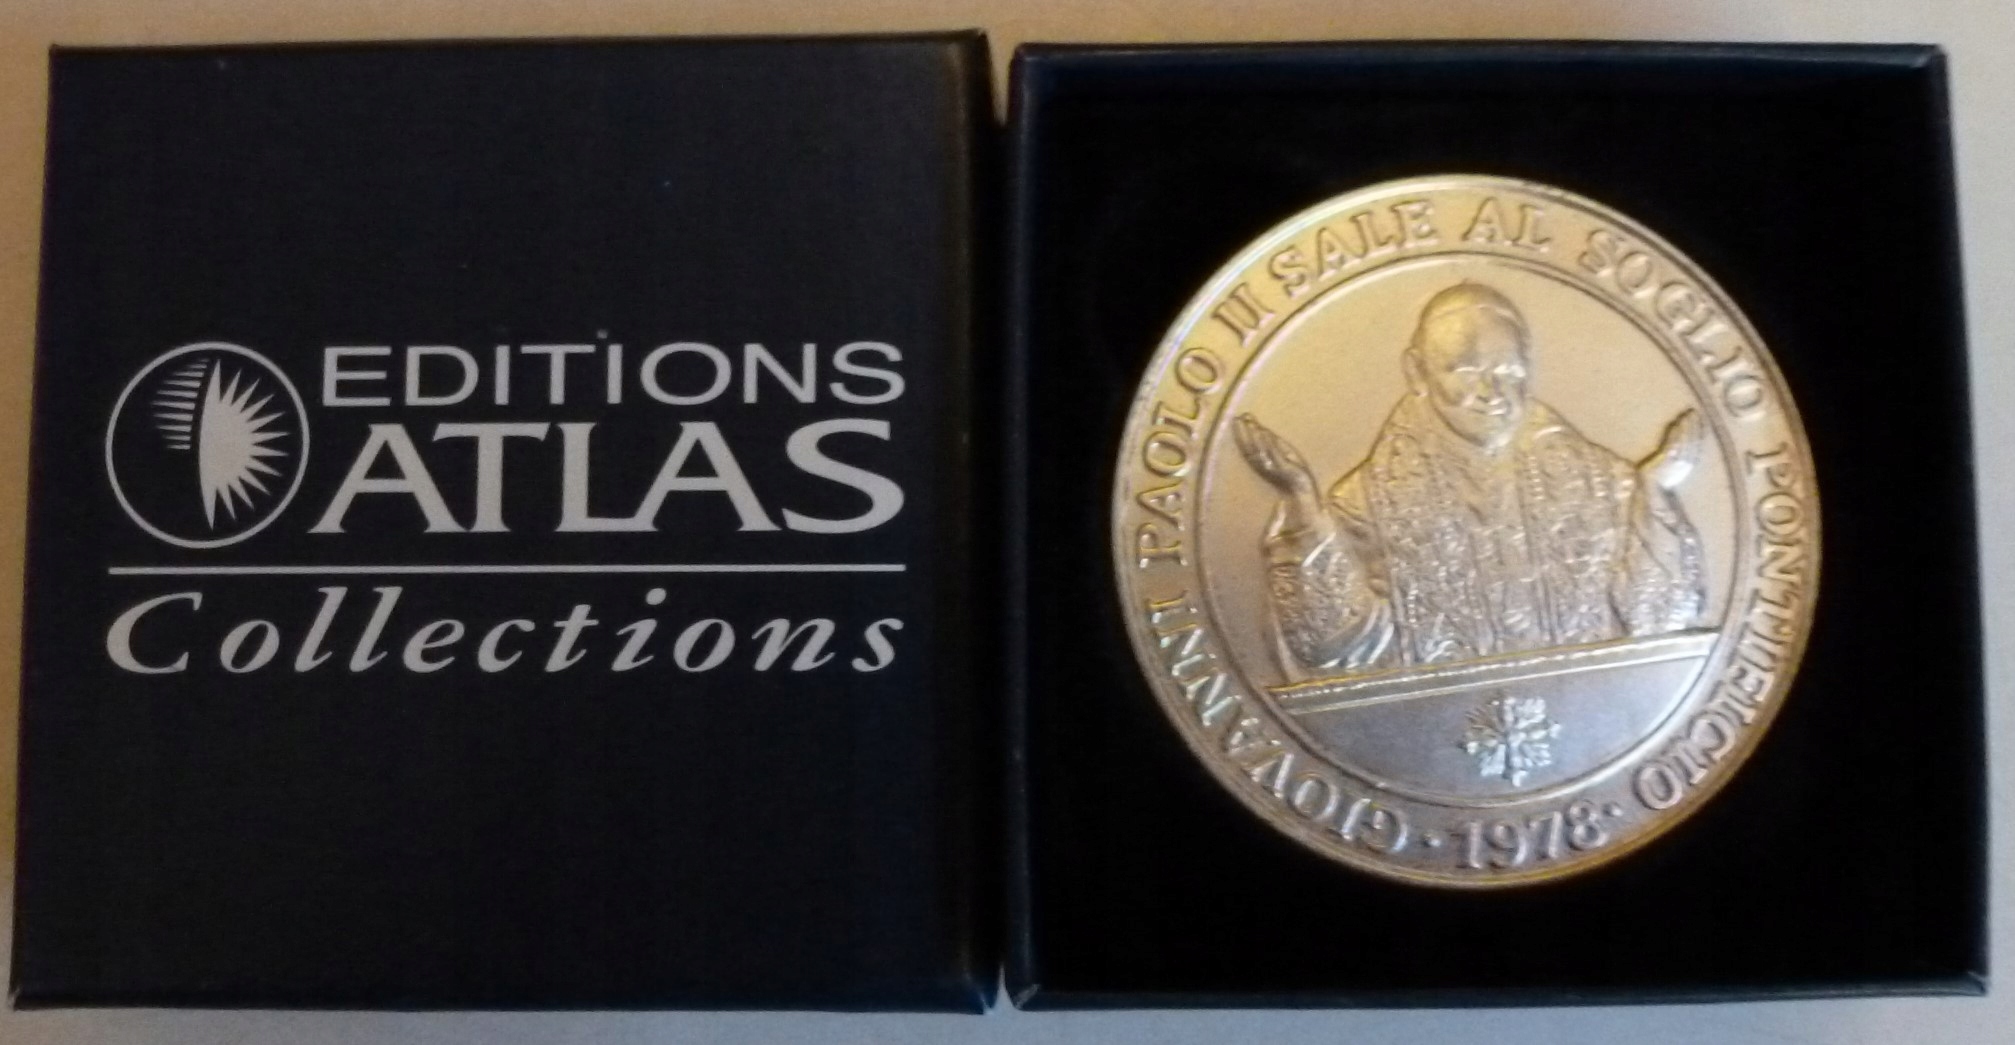 EDITIONS
ATLAS
Collections
GIOVANNI PAOLO II SALE AL SOGLIO PONTIFICIO
· 1978 ·